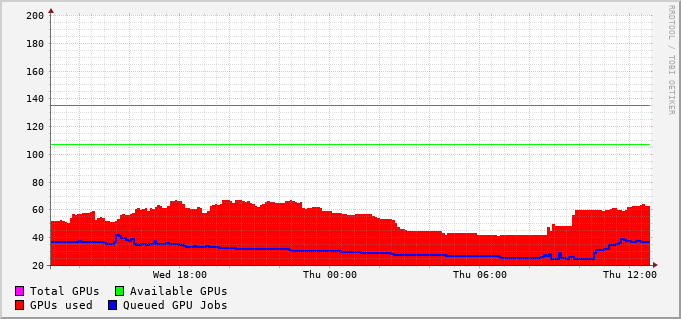 RRDTOOL / TOBI OETIKER
200
180
160
140
120
100
80
60
40
20
Wed 18:00 Thu 00:00 Thu 06:00 Thu 12:00
Total GPUs Available GPUs
GPUs used Queued GPU Jobs